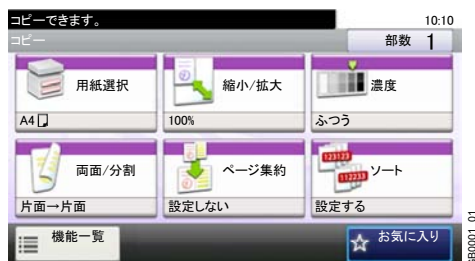 コピーできます。 10:10
コピー 部数 1
用紙選択 縮小/拡大 濃度
A4 100% ふつう
両面/分割 ページ集約 123123 112233 ソート
片面→片面 設定しない 設定する
機能一覧 お気に入り